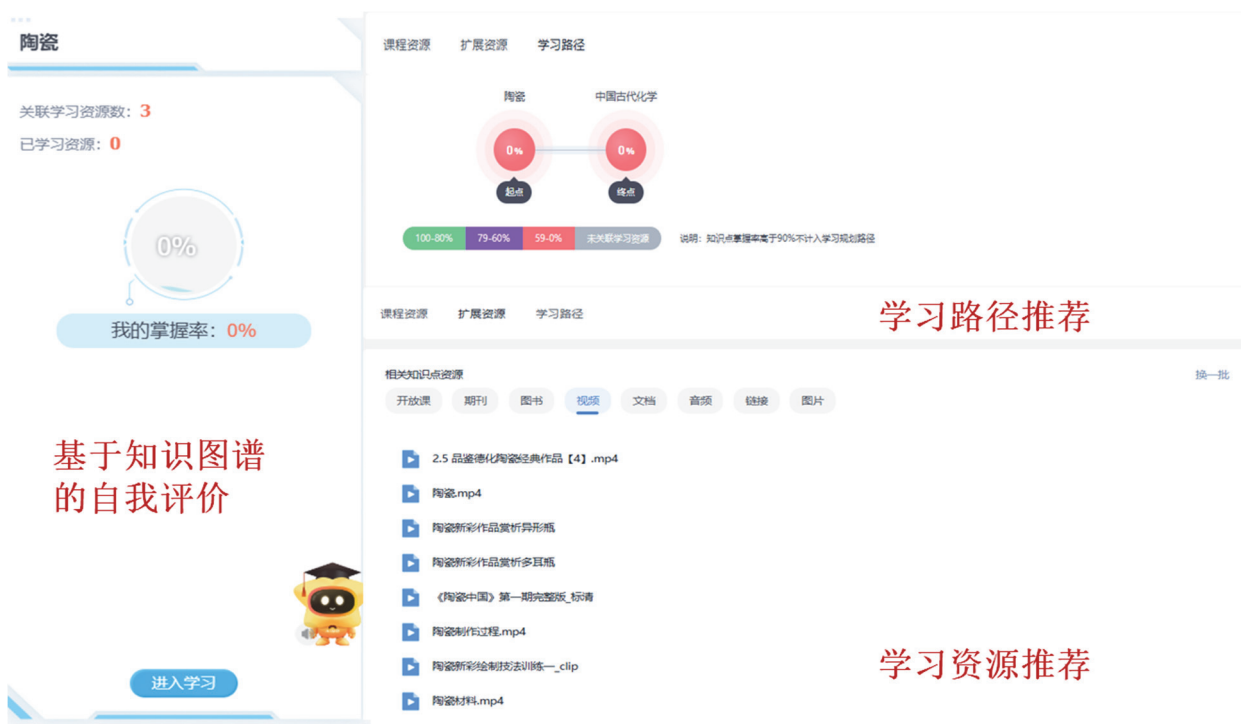 陶瓷
关联学习资源数：3
已学习资源：0
0%
我的掌握率：0%
基于知识图谱
的自我评价
进入学习
课程资源 扩展资源 学习路径
陶瓷 中国古代化学
0% 0%
起点 终点
100-80% 79-60% 59-0% 未关联学习资源 说明：知识点掌握率高于90%不计入学习规划路径
学习路径推荐
课程资源 扩展资源 学习路径
相关知识点资源 换一批
开放课 期刊 图书 视频 文档 音频 链接 图片
2.5 品鉴德化陶瓷经典作品【4】.mp4
陶瓷.mp4
陶瓷新彩作品赏析异形瓶
陶瓷新彩作品赏析多耳瓶
《陶瓷中国》第一期完整版_标清
陶瓷制作过程.mp4
陶瓷新彩绘制技法训练一_clip
陶瓷材料.mp4
学习资源推荐